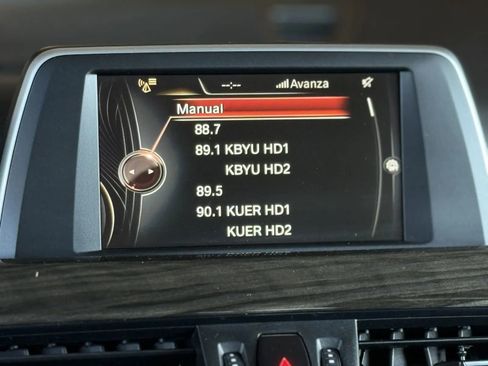 --:-- Avanza
Manual
88.7
89.1 KBYU HD1
KBYU HD2
89.5
90.1 KUER HD1
KUER HD2